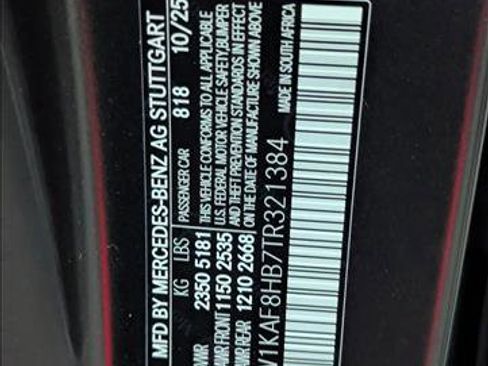 MFD BY MERCEDES-BENZ AG STUTTGART
PASSENGER CAR 818 10/25
KG LBS
2350 5181
FRONT 1150 2535
REAR 1210 2668
THIS VEHICLE CONFORMS TO ALL APPLICABLE
U.S. FEDERAL MOTOR VEHICLE SAFETY, BUMPER
AND THEFT PREVENTION STANDARDS IN EFFECT
ON THE DATE OF MANUFACTURE SHOWN ABOVE
1KAF8HB7TR321384
MADE IN SOUTH AFRICA